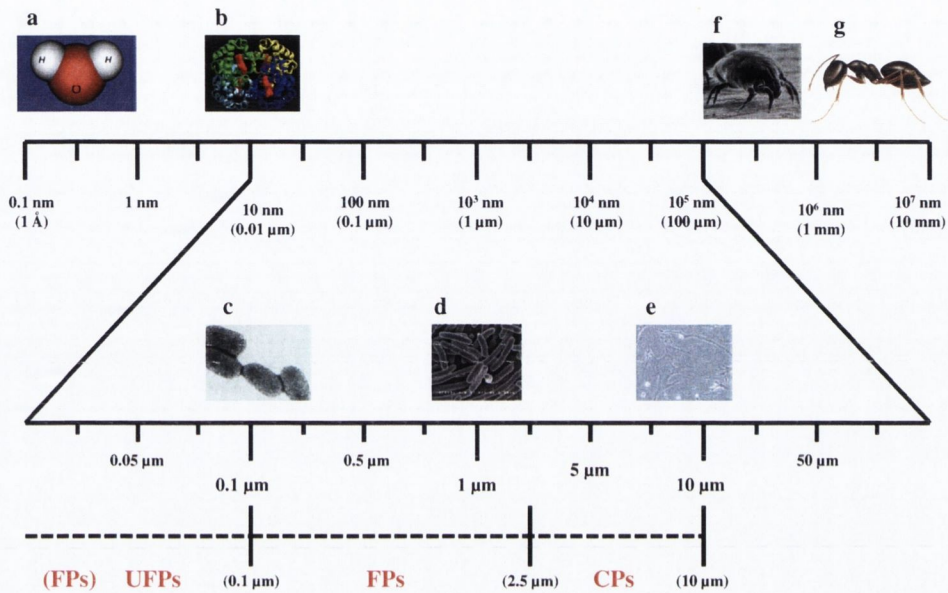 a
b
f
g
H
H
O
0.1 nm
(1 Å)
1 nm
10 nm
(0.01 µm)
100 nm
(0.1 µm)
10³ nm
(1 µm)
10⁴ nm
(10 µm)
10⁵ nm
(100 µm)
10⁶ nm
(1 mm)
10⁷ nm
(10 mm)
c
d
e
0.05 µm
0.1 µm
0.5 µm
1 µm
5 µm
10 µm
50 µm
(FPs) UFPs (0.1 µm) FPs (2.5 µm) CPs (10 µm)